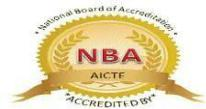 National Board of Accreditation
NBA
AICTE
ACCREDITED BY